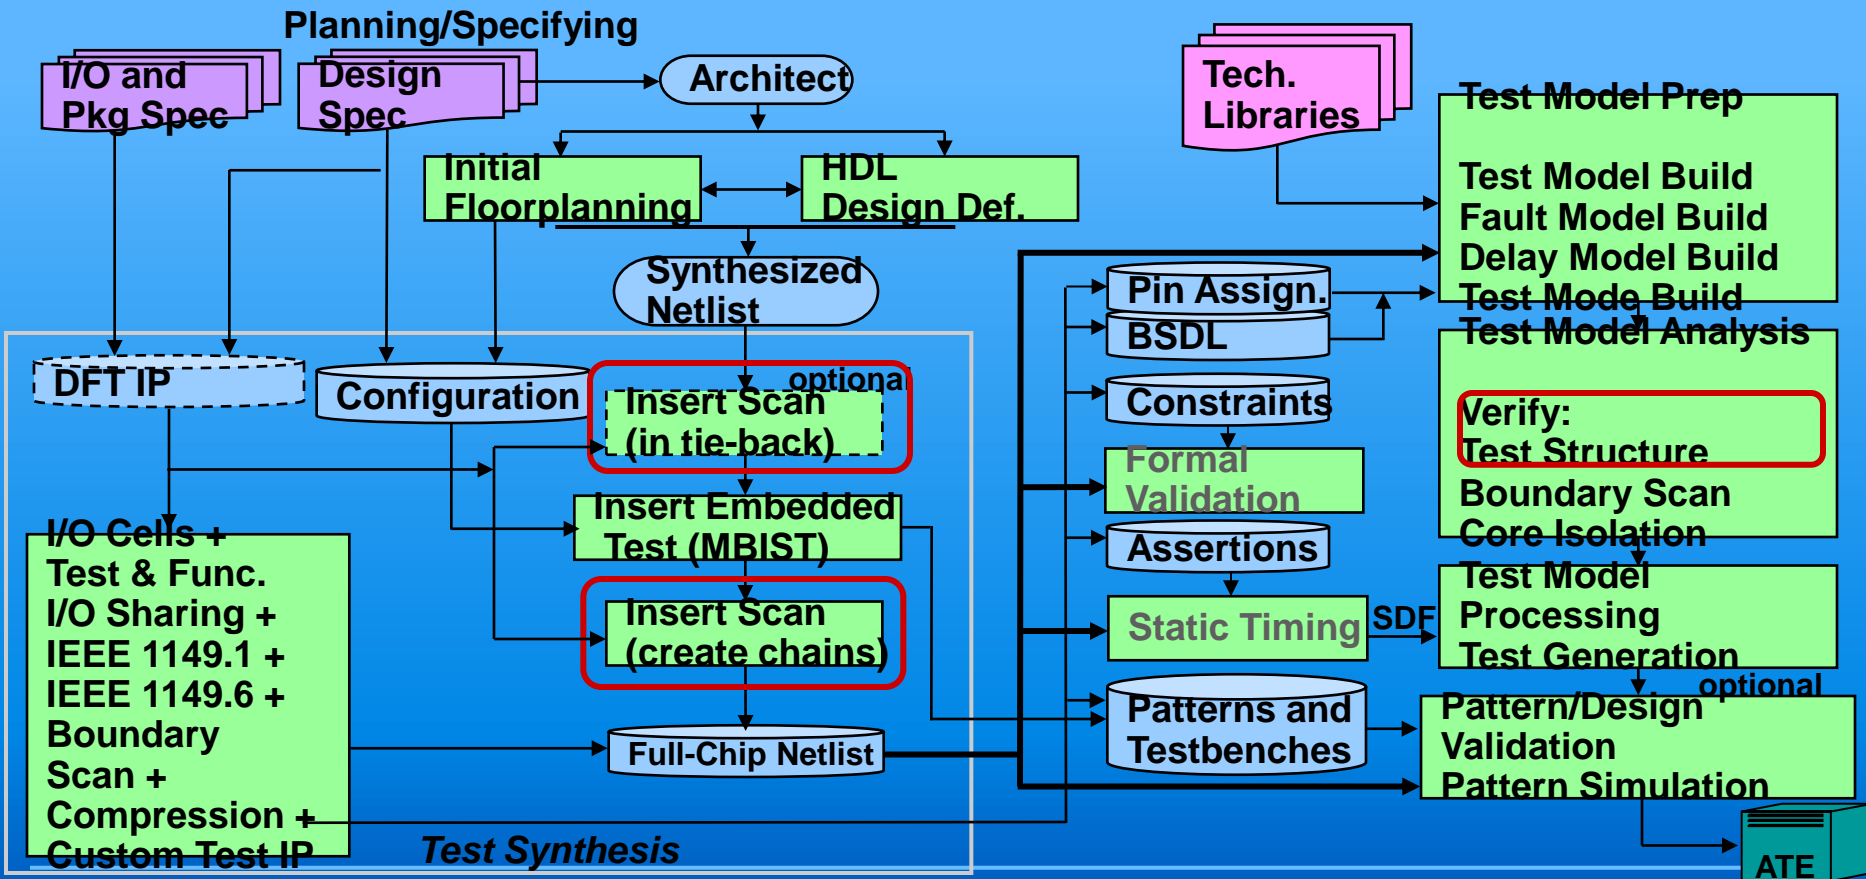 Planning/Specifying
I/O and
Pkg Spec
Design
Spec
Architect
Tech.
Libraries
Initial
Floorplanning
HDL
Design Def.
Synthesized
Netlist
DFT IP
Configuration
optional
Insert Scan
(in tie-back)
Insert Embedded
Test (MBIST)
Insert Scan
(create chains)
Full-Chip Netlist
I/O Cells +
Test & Func.
I/O Sharing +
IEEE 1149.1 +
IEEE 1149.6 +
Boundary
Scan +
Compression +
Custom Test IP
Test Synthesis
Pin Assign.
BSDL
Constraints
Formal
Validation
Assertions
Static Timing
SDF
Patterns and
Testbenches
Test Model Prep
Test Model Build
Fault Model Build
Delay Model Build
Test Mode Build
Test Model Analysis
Verify:
Test Structure
Boundary Scan
Core Isolation
Test Model
Processing
Test Generation
optional
Pattern/Design
Validation
Pattern Simulation
ATE